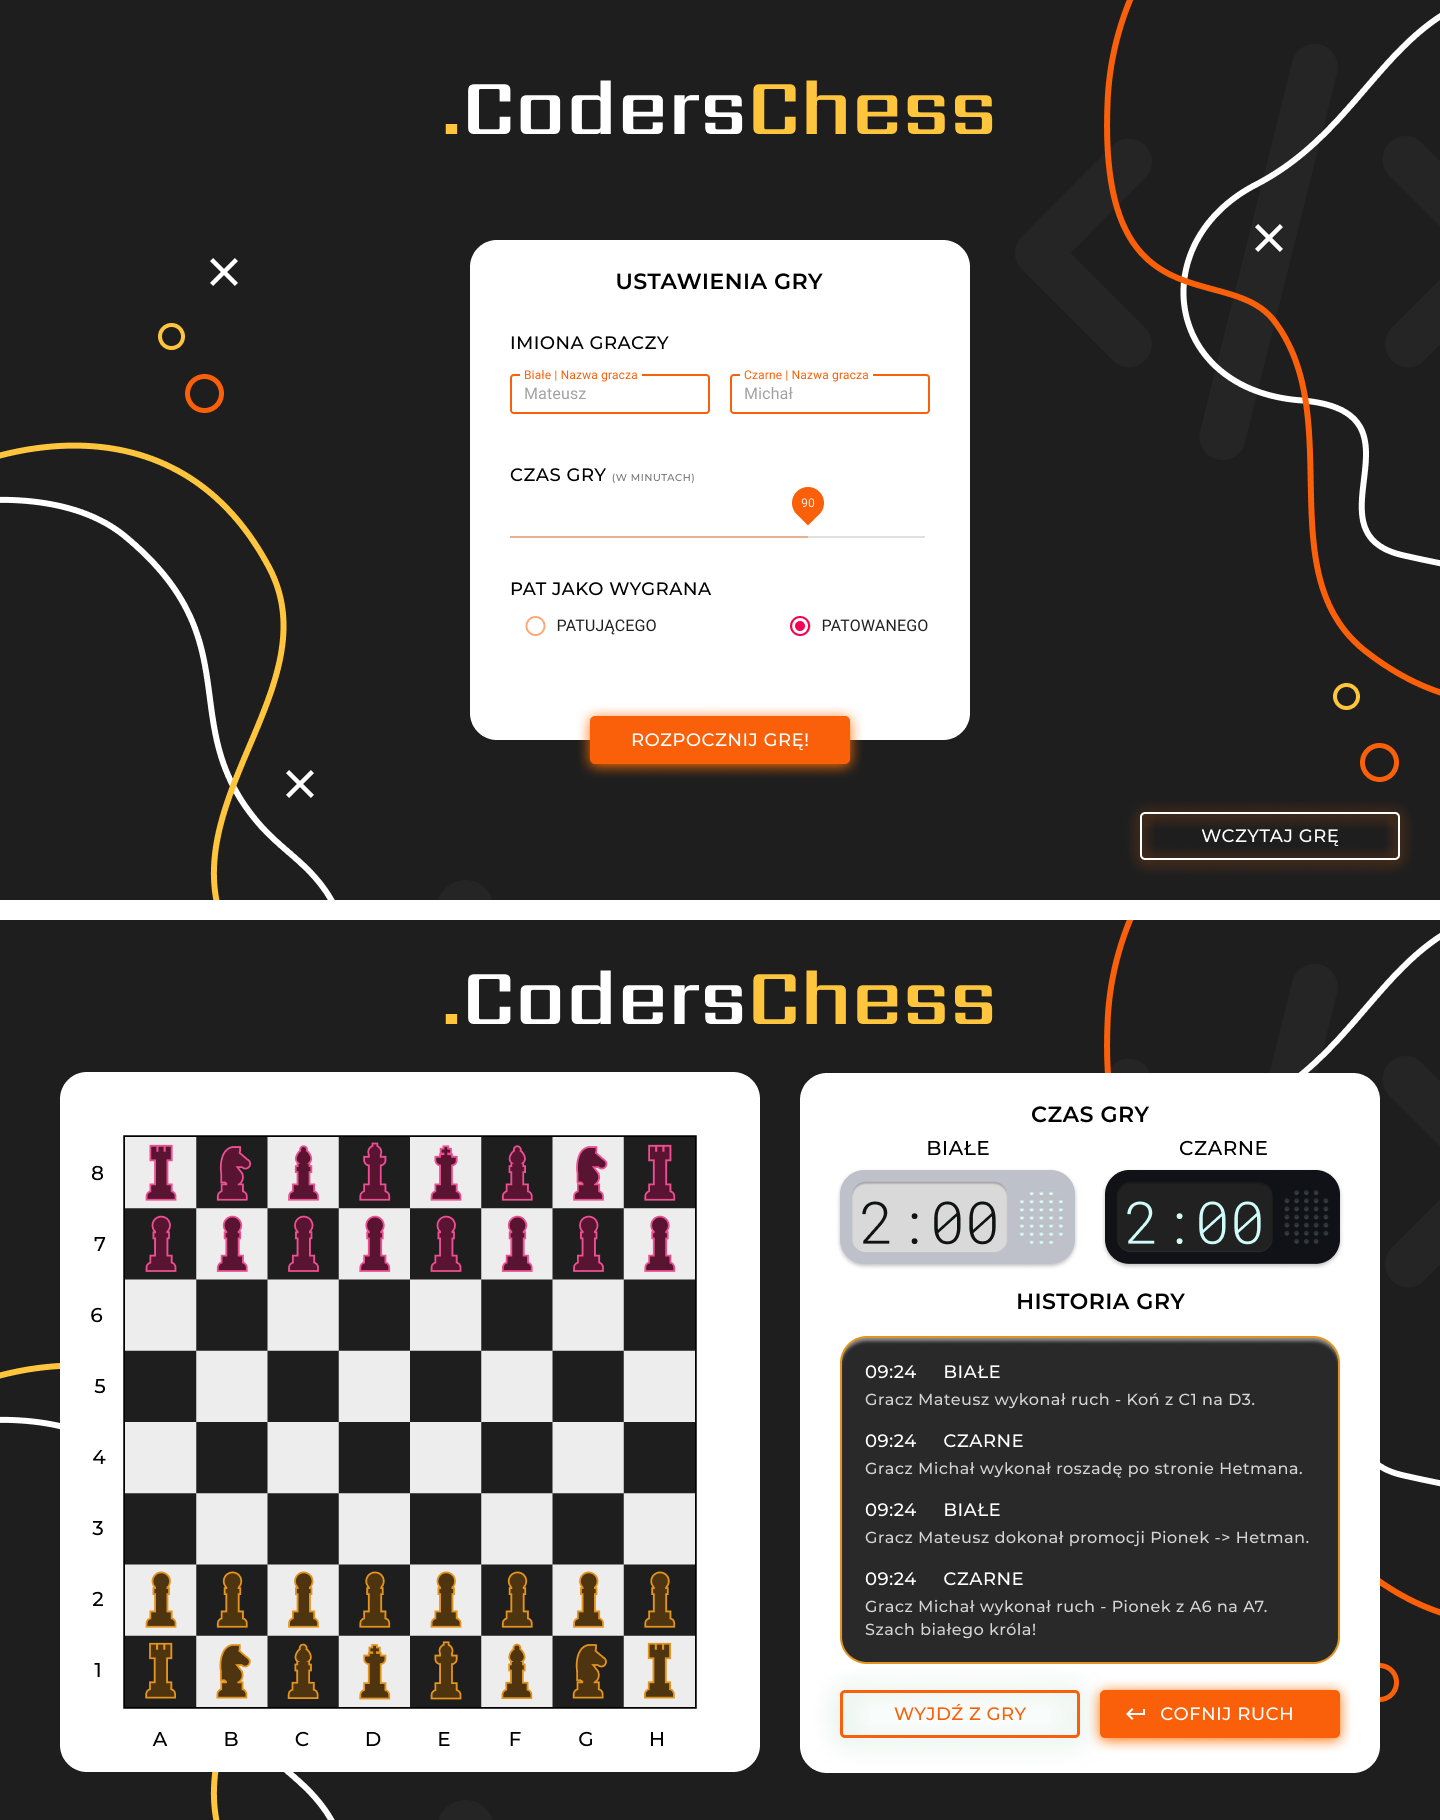 .CodersChess
USTAWIENIA GRY
IMIONA GRACZY
Białe | Nazwa gracza
Mateusz
Czarne | Nazwa gracza
Michał
CZAS GRY (W MINUTACH)
90
PAT JAKO WYGRANA
PATUJĄCEGO
PATOWANEGO
ROZPOCZNIJ GRĘ!
WCZYTAJ GRĘ
.CodersChess
8
7
6
5
4
3
2
1
A B C D E F G H
CZAS GRY
BIAŁE
CZARNE
2:00
2:00
HISTORIA GRY
09:24 BIAŁE
Gracz Mateusz wykonał ruch - Koń z C1 na D3.
09:24 CZARNE
Gracz Michał wykonał roszadę po stronie Hetmana.
09:24 BIAŁE
Gracz Mateusz dokonał promocji Pionek -> Hetman.
09:24 CZARNE
Gracz Michał wykonał ruch - Pionek z A6 na A7.
Szach białego króla!
WYJDŹ Z GRY
COFNIJ RUCH